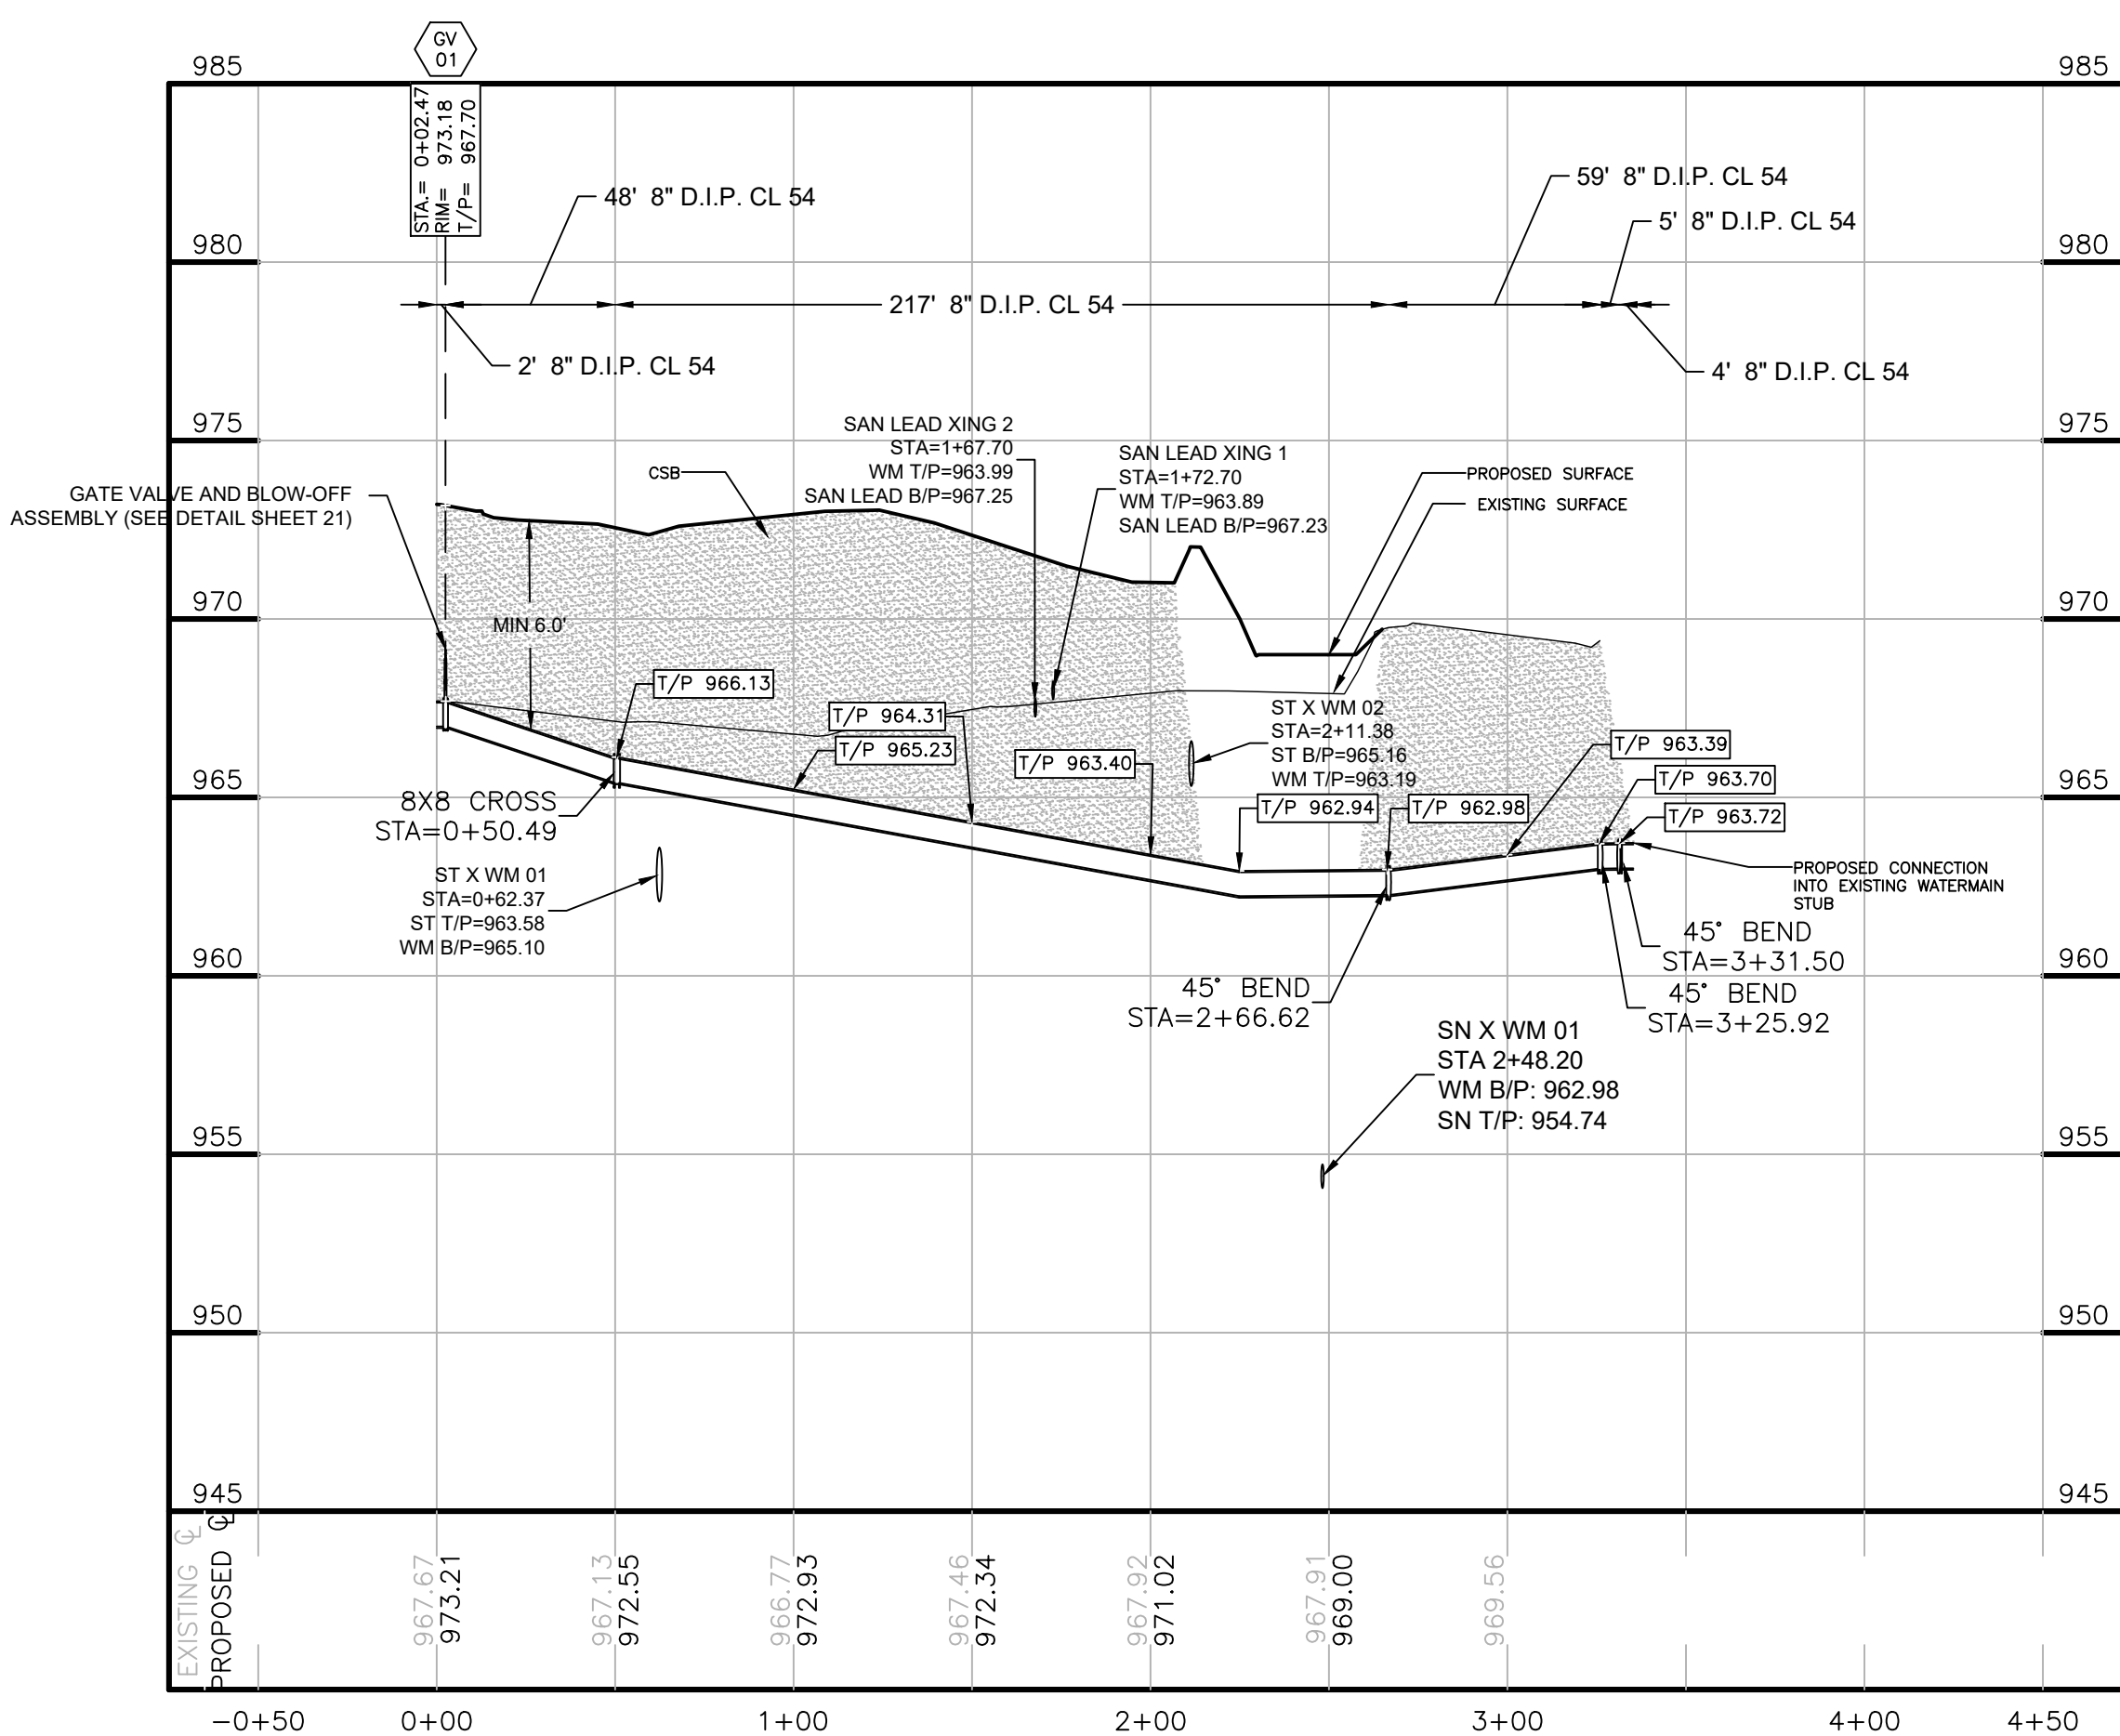 GV
01
985
985
STA.= 0+02.47
RIM= 973.18
T/P= 967.70
48' 8" D.I.P. CL 54
59' 8" D.I.P. CL 54
5' 8" D.I.P. CL 54
980
980
217' 8" D.I.P. CL 54
2' 8" D.I.P. CL 54
4' 8" D.I.P. CL 54
975
975
SAN LEAD XING 2
STA=1+67.70
WM T/P=963.99
SAN LEAD B/P=967.25
SAN LEAD XING 1
STA=1+72.70
WM T/P=963.89
SAN LEAD B/P=967.23
CSB
PROPOSED SURFACE
EXISTING SURFACE
GATE VALVE AND BLOW-OFF
ASSEMBLY (SEE DETAIL SHEET 21)
970
970
MIN 6.0'
T/P 966.13
T/P 964.31
T/P 965.23
T/P 963.40
ST X WM 02
STA=2+11.38
ST B/P=965.16
WM T/P=963.19
T/P 962.94
T/P 962.98
T/P 963.39
T/P 963.70
T/P 963.72
965
965
8X8 CROSS
STA=0+50.49
ST X WM 01
STA=0+62.37
ST T/P=963.58
WM B/P=965.10
PROPOSED CONNECTION
INTO EXISTING WATERMAIN
STUB
45° BEND
STA=3+31.50
45° BEND
STA=3+25.92
45° BEND
STA=2+66.62
960
960
SN X WM 01
STA 2+48.20
WM B/P: 962.98
SN T/P: 954.74
955
955
950
950
945
945
EXISTING ℄
PROPOSED ℄
967.67
973.21
967.13
972.55
966.77
972.93
967.46
972.34
967.92
971.02
967.91
969.00
969.56
-0+50
0+00
1+00
2+00
3+00
4+00
4+50